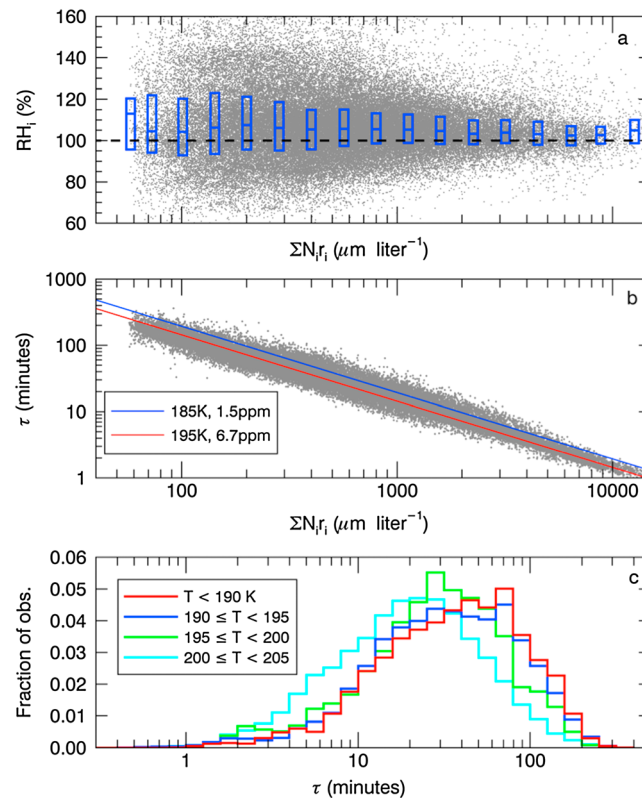 160
140
120
100
80
60
RHi (%)
a
ΣNiri (μm liter−1)
1000
100
10
1
τ (minutes)
b
185K, 1.5ppm
195K, 6.7ppm
100
1000
10000
ΣNiri (μm liter−1)
0.06
0.05
0.04
0.03
0.02
0.01
0.00
Fraction of obs.
c
T < 190 K
190 ≤ T < 195
195 ≤ T < 200
200 ≤ T < 205
1
10
100
τ (minutes)